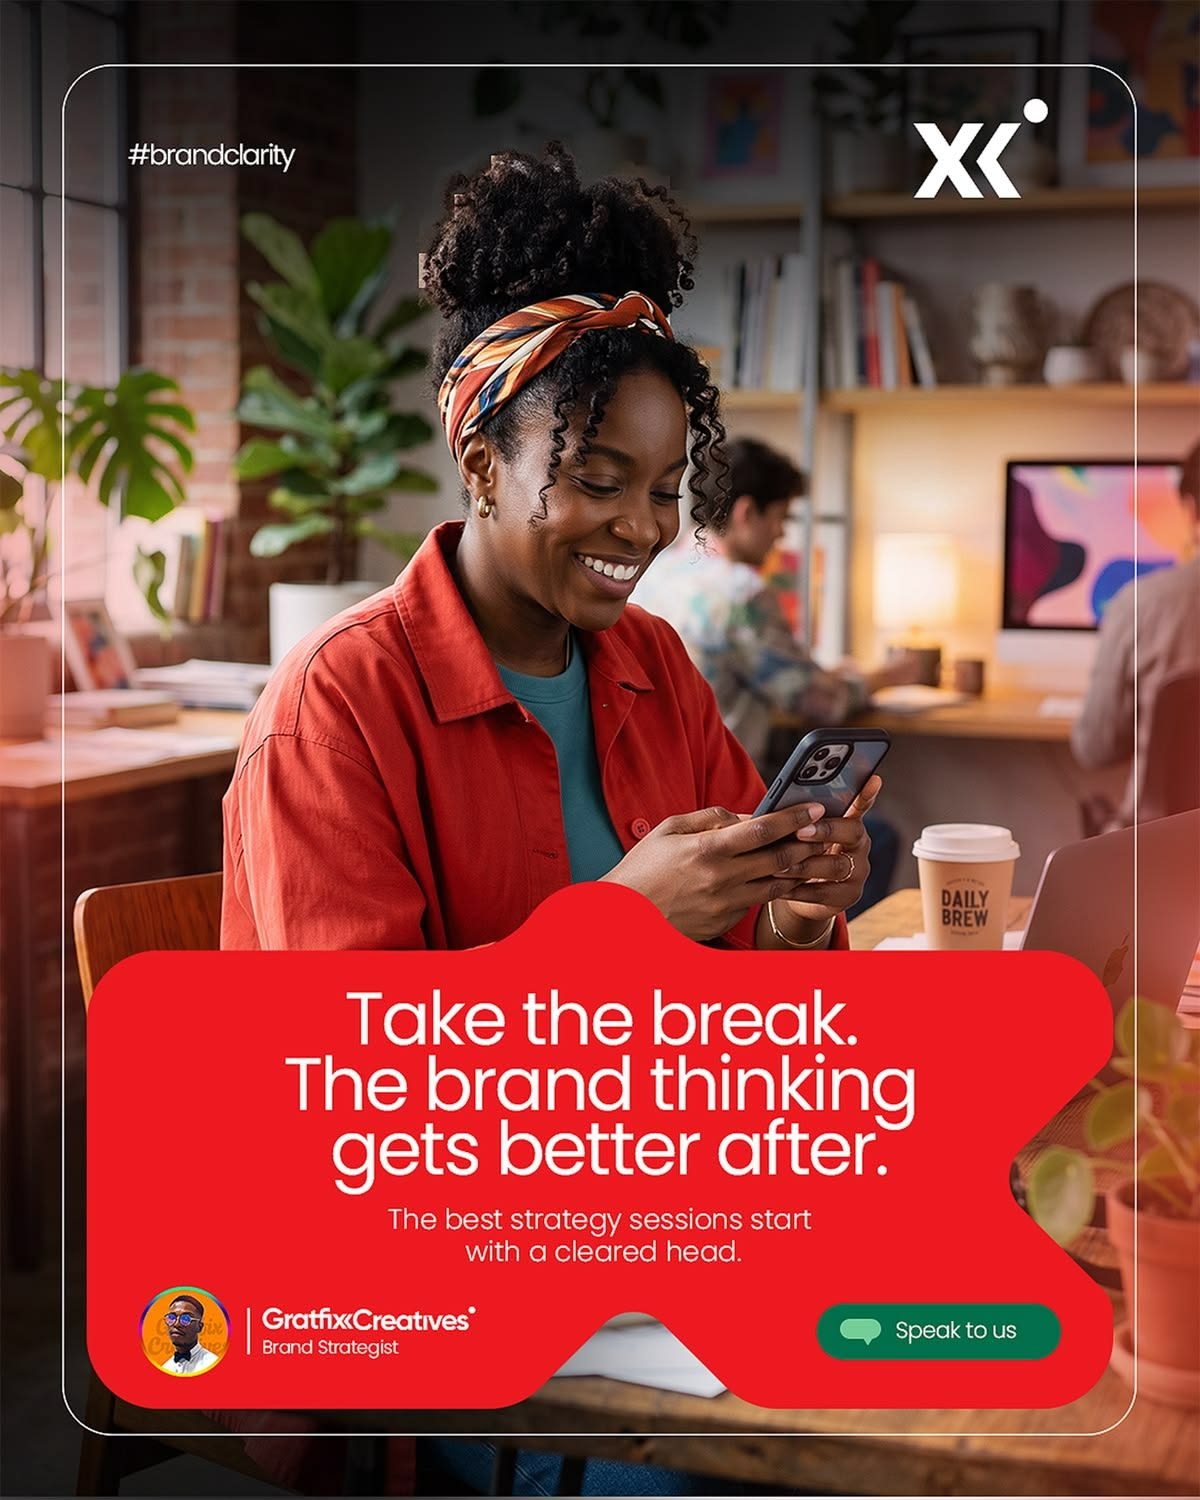 #brandclarity
DAILY
BREW
Take the break.
The brand thinking
gets better after.
The best strategy sessions start
with a cleared head.
GratfixxCreatives
Brand Strategist
Speak to us